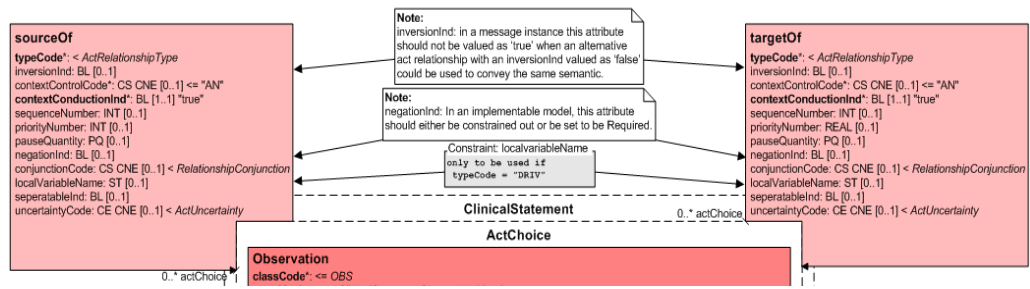 sourceOf
typeCode*: < ActRelationshipType
inversionInd: BL [0..1]
contextControlCode*: CS CNE [0..1] <= "AN"
contextConductionInd*: BL [1..1] "true"
sequenceNumber: INT [0..1]
priorityNumber: INT [0..1]
pauseQuantity: PQ [0..1]
negationInd: BL [0..1]
conjunctionCode: CS CNE [0..1] < RelationshipConjunction
localVariableName: ST [0..1]
seperatableInd: BL [0..1]
uncertaintyCode: CE CNE [0..1] < ActUncertainty
Note:
inversionInd: in a message instance this attribute
should not be valued as 'true' when an alternative
act relationship with an inversionInd valued as 'false'
could be used to convey the same semantic.
Note:
negationInd: In an implementable model, this attribute
should either be constrained out or be set to be Required.
Constraint: localvariableName
only to be used if
typeCode = "DRIV"
targetOf
typeCode*: < ActRelationshipType
inversionInd: BL [0..1]
contextControlCode*: CS CNE [0..1] <= "AN"
contextConductionInd*: BL [1..1] "true"
sequenceNumber: INT [0..1]
priorityNumber: REAL [0..1]
pauseQuantity: PQ [0..1]
negationInd: BL [0..1]
conjunctionCode: CS CNE [0..1] < RelationshipConjunction
localVariableName: ST [0..1]
seperatableInd: BL [0..1]
uncertaintyCode: CE CNE [0..1] < ActUncertainty
ClinicalStatement
0..* actChoice
ActChoice
Observation
classCode*: <= OBS
0..* actChoice